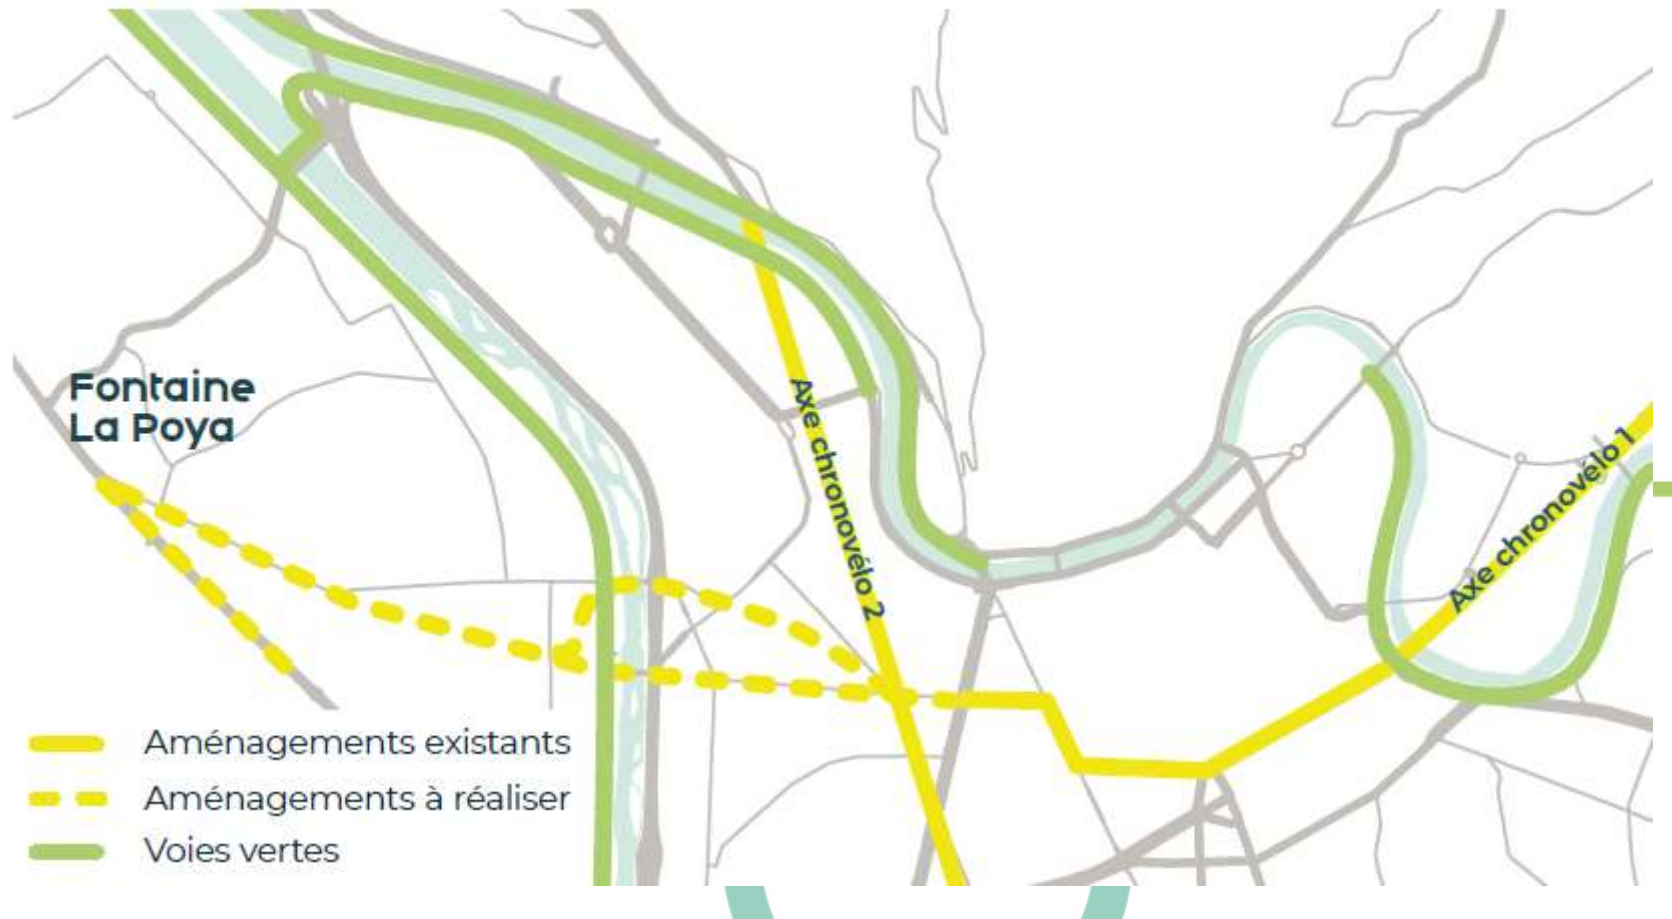 Fontaine
La Poya
Axe chronovélo 2
Axe chronovélo 1
Aménagements existants
Aménagements à réaliser
Voies vertes